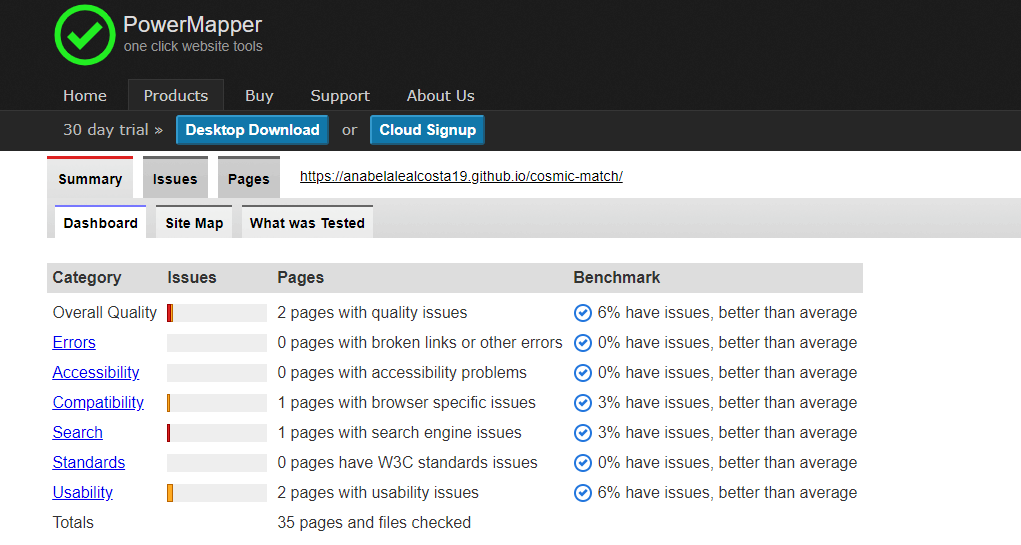 PowerMapper
one click website tools
Home Products Buy Support About Us
30 day trial » Desktop Download or Cloud Signup
Summary Issues Pages https://anabelalealcosta19.github.io/cosmic-match/
Dashboard Site Map What was Tested
Category Issues Pages Benchmark
Overall Quality 2 pages with quality issues 6% have issues, better than average
Errors 0 pages with broken links or other errors 0% have issues, better than average
Accessibility 0 pages with accessibility problems 0% have issues, better than average
Compatibility 1 pages with browser specific issues 3% have issues, better than average
Search 1 pages with search engine issues 3% have issues, better than average
Standards 0 pages have W3C standards issues 0% have issues, better than average
Usability 2 pages with usability issues 6% have issues, better than average
Totals 35 pages and files checked